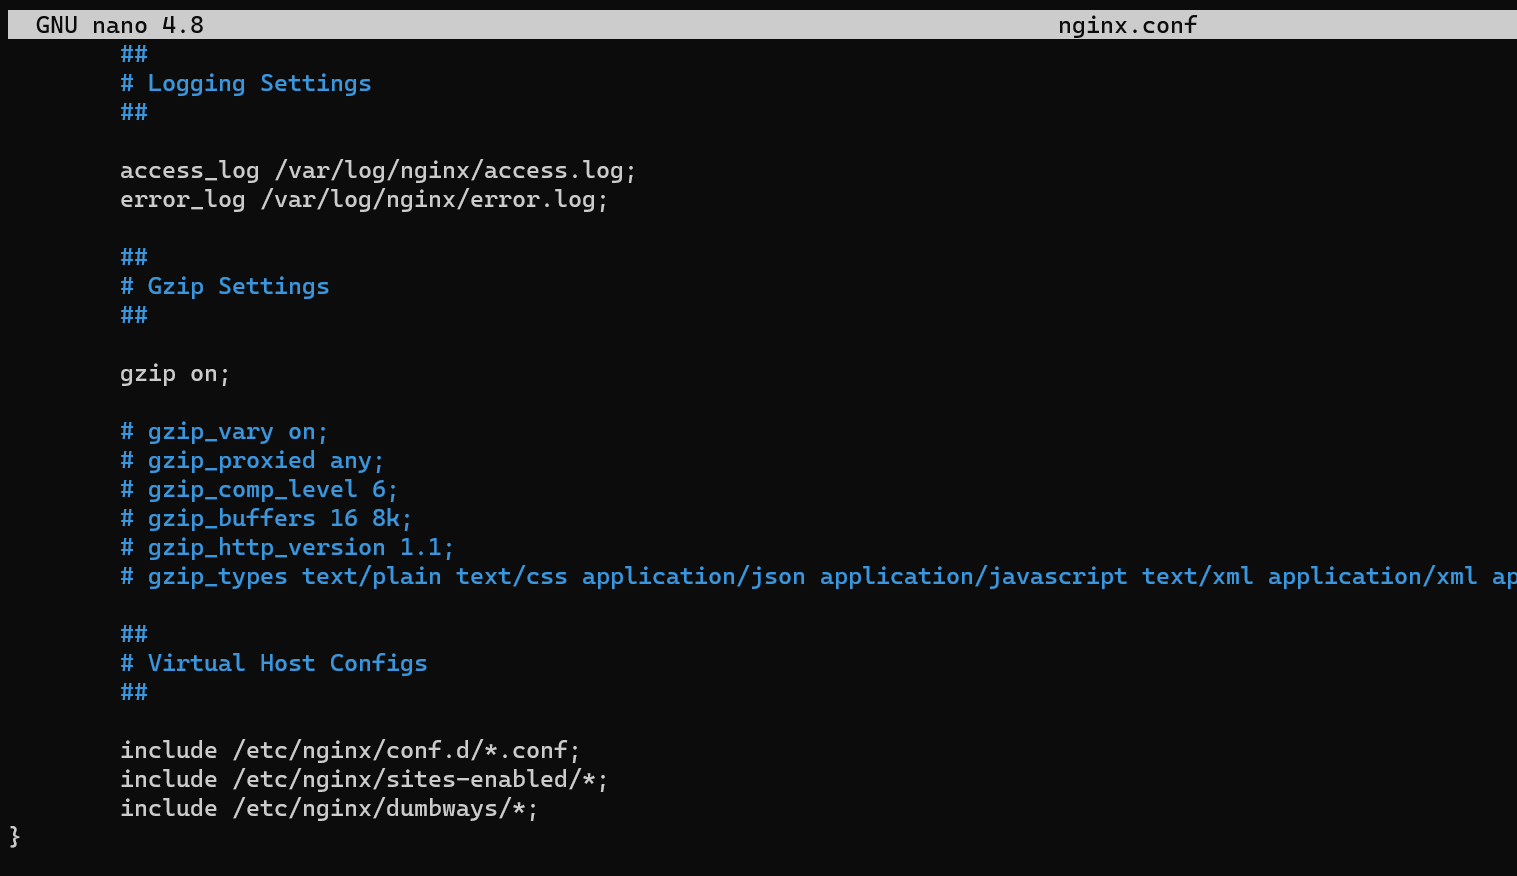 GNU nano 4.8 nginx.conf
##
# Logging Settings
##
access_log /var/log/nginx/access.log;
error_log /var/log/nginx/error.log;
##
# Gzip Settings
##
gzip on;
# gzip_vary on;
# gzip_proxied any;
# gzip_comp_level 6;
# gzip_buffers 16 8k;
# gzip_http_version 1.1;
# gzip_types text/plain text/css application/json application/javascript text/xml application/xml ap
##
# Virtual Host Configs
##
include /etc/nginx/conf.d/*.conf;
include /etc/nginx/sites-enabled/*;
include /etc/nginx/dumbways/*;
}